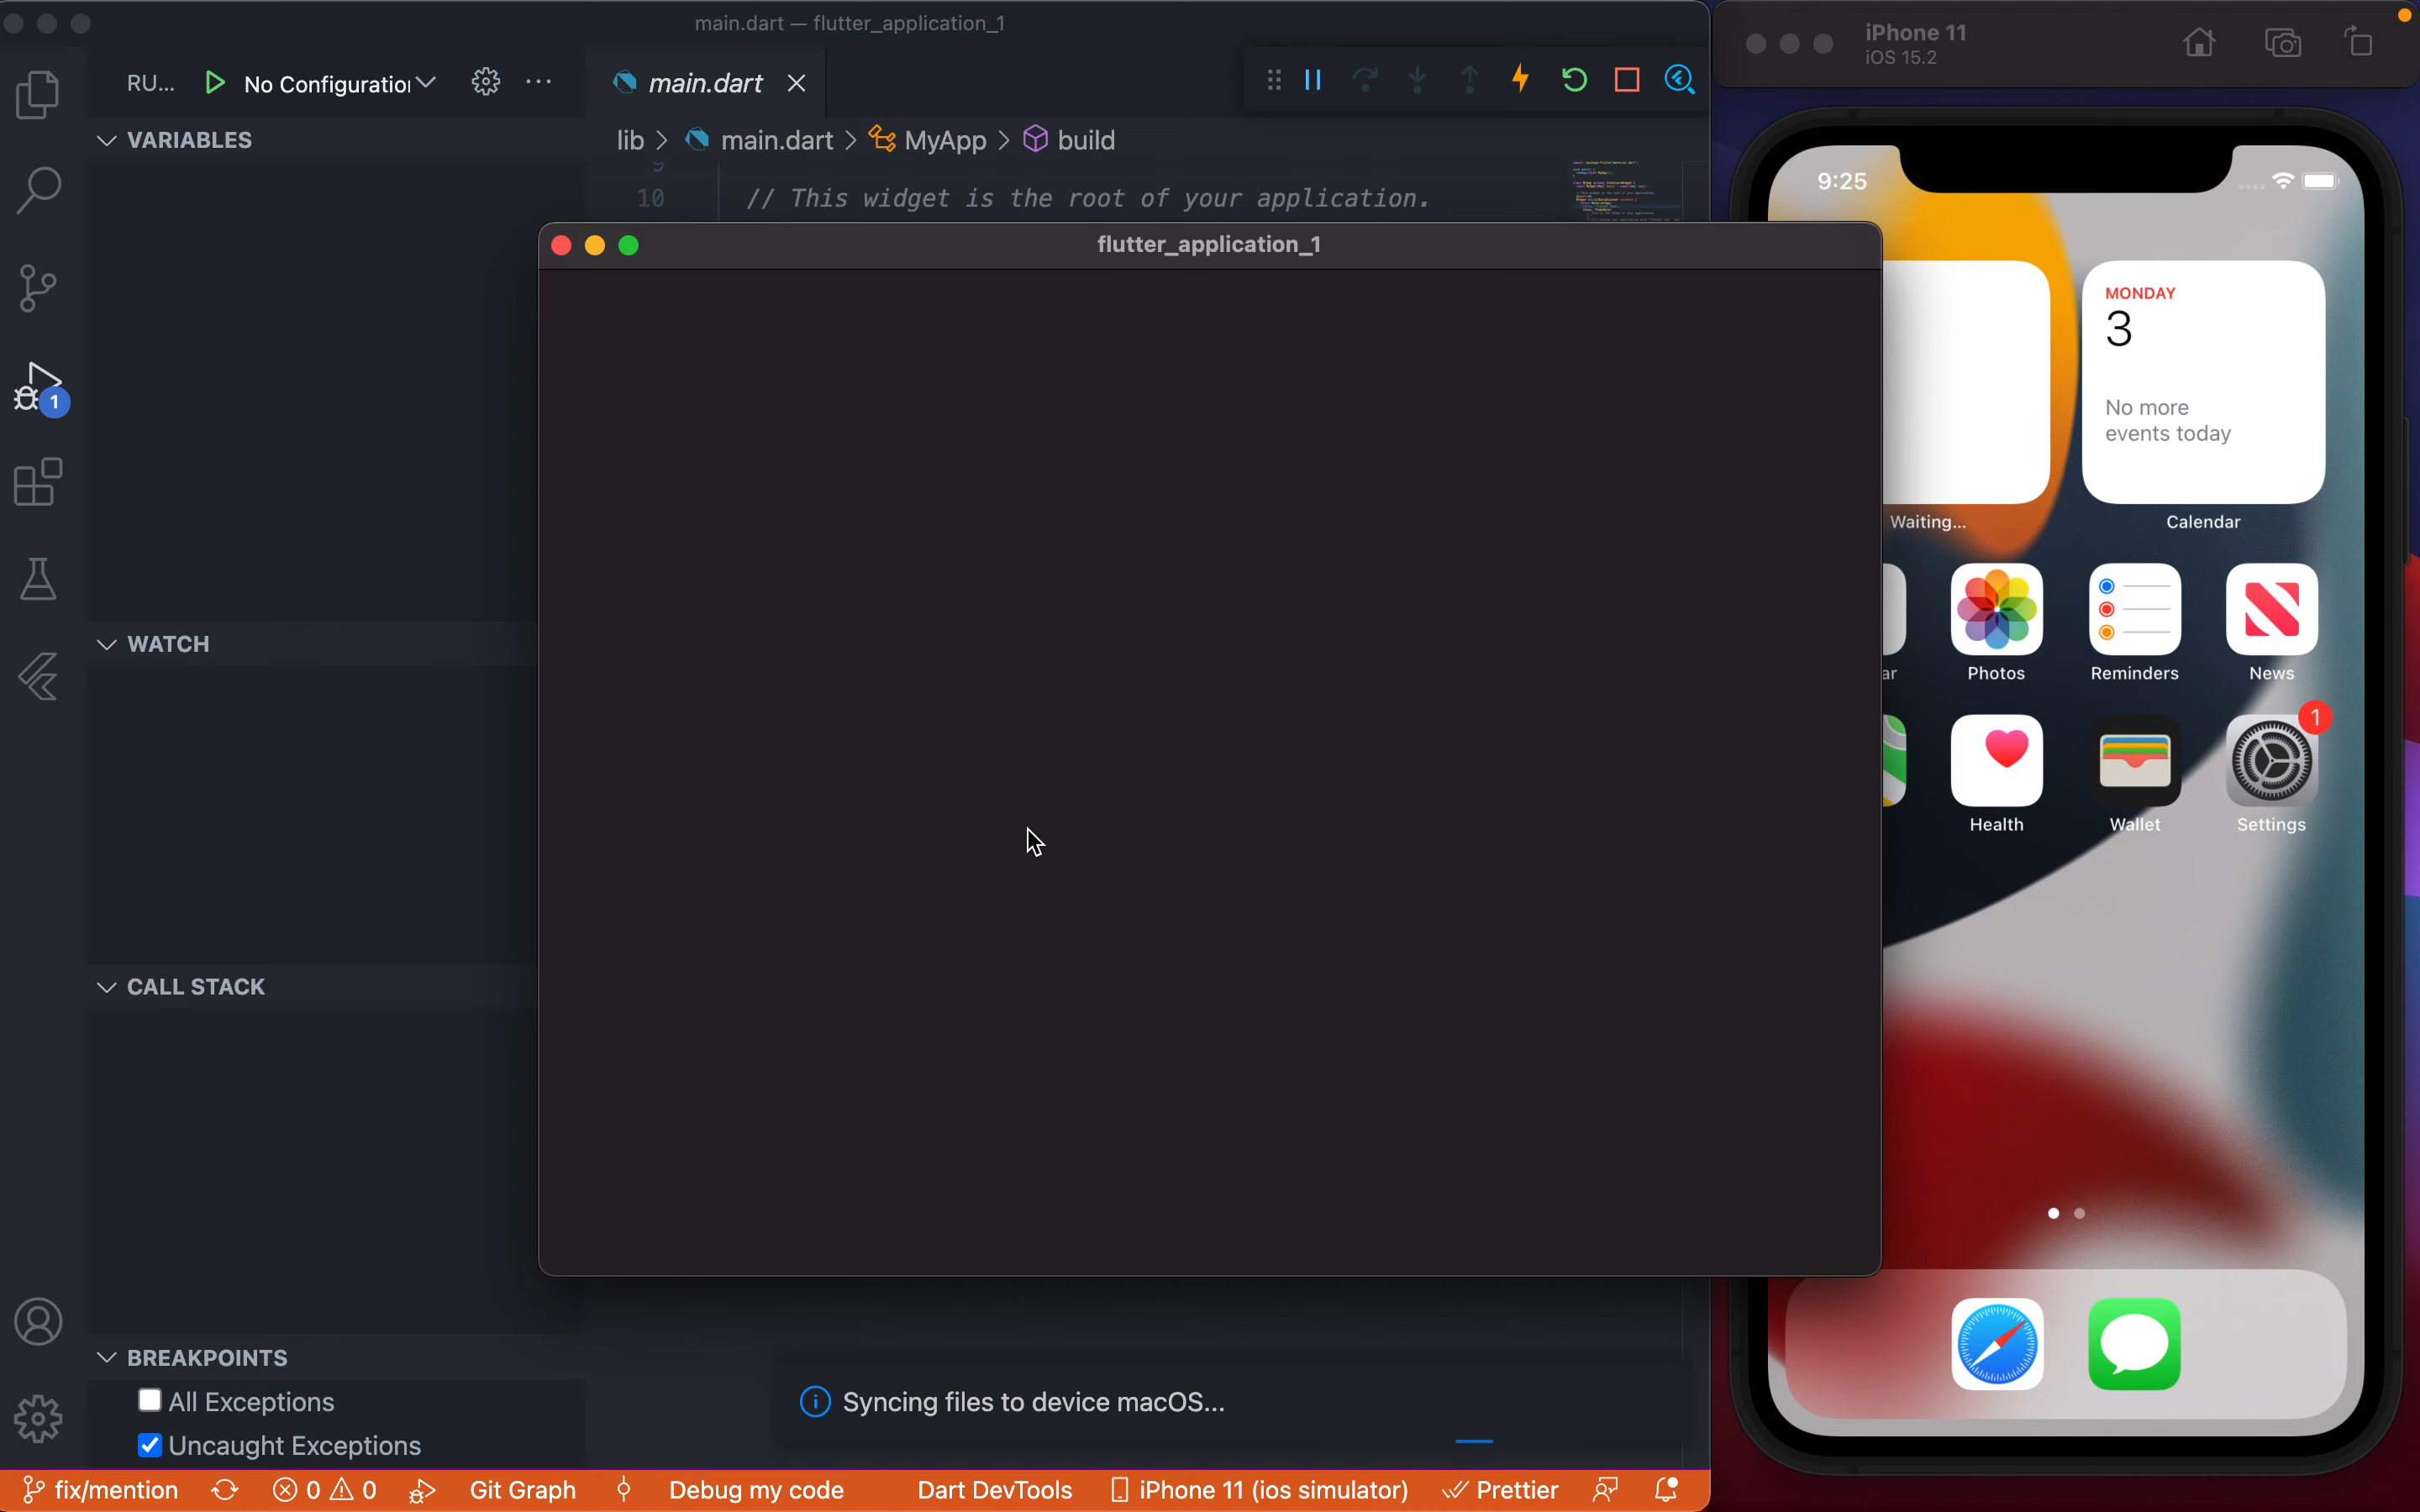 main.dart — flutter_application_1
RU...
No Configuration
main.dart
VARIABLES
lib > main.dart > MyApp > build
9
10 // This widget is the root of your application.
flutter_application_1
1
WATCH
CALL STACK
BREAKPOINTS
All Exceptions
Uncaught Exceptions
Syncing files to device macOS...
fix/mention
0
0
Git Graph
Debug my code
Dart DevTools
iPhone 11 (ios simulator)
Prettier
iPhone 11
iOS 15.2
9:25
MONDAY
3
No more
events today
Waiting...
Calendar
ar
Photos
Reminders
News
1
Health
Wallet
Settings